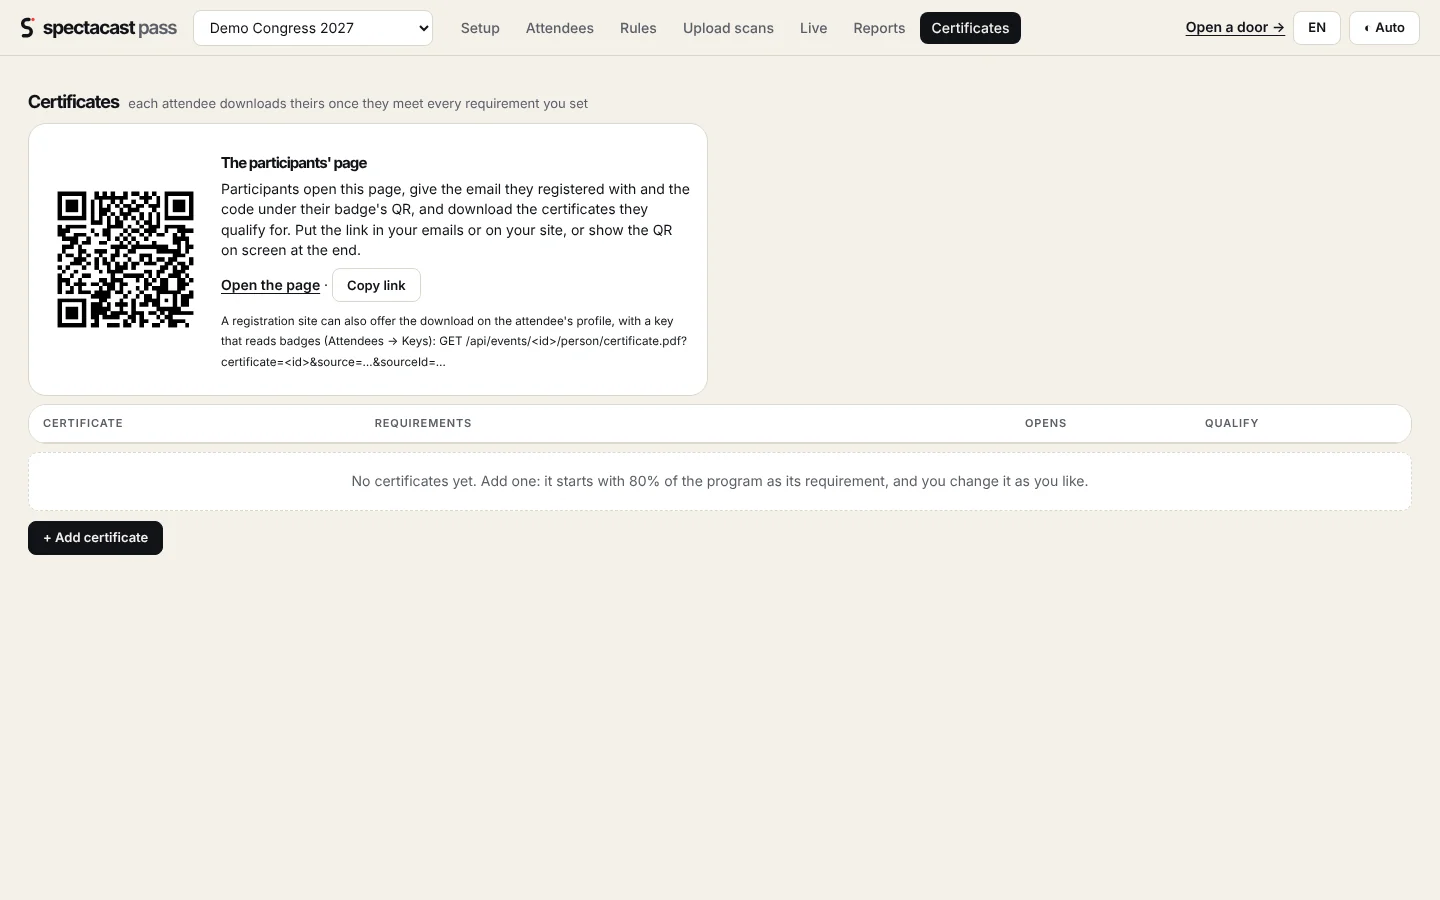 spectacast pass
Demo Congress 2027
Setup
Attendees
Rules
Upload scans
Live
Reports
Certificates
Open a door →
EN
Auto
Certificates each attendee downloads theirs once they meet every requirement you set
The participants' page
Participants open this page, give the email they registered with and the
code under their badge's QR, and download the certificates they
qualify for. Put the link in your emails or on your site, or show the QR
on screen at the end.
Open the page · Copy link
A registration site can also offer the download on the attendee's profile, with a key
that reads badges (Attendees → Keys): GET /api/events/<id>/person/certificate.pdf?
certificate=<id>&source=…&sourceId=…
CERTIFICATE REQUIREMENTS OPENS QUALIFY
No certificates yet. Add one: it starts with 80% of the program as its requirement, and you change it as you like.
+ Add certificate